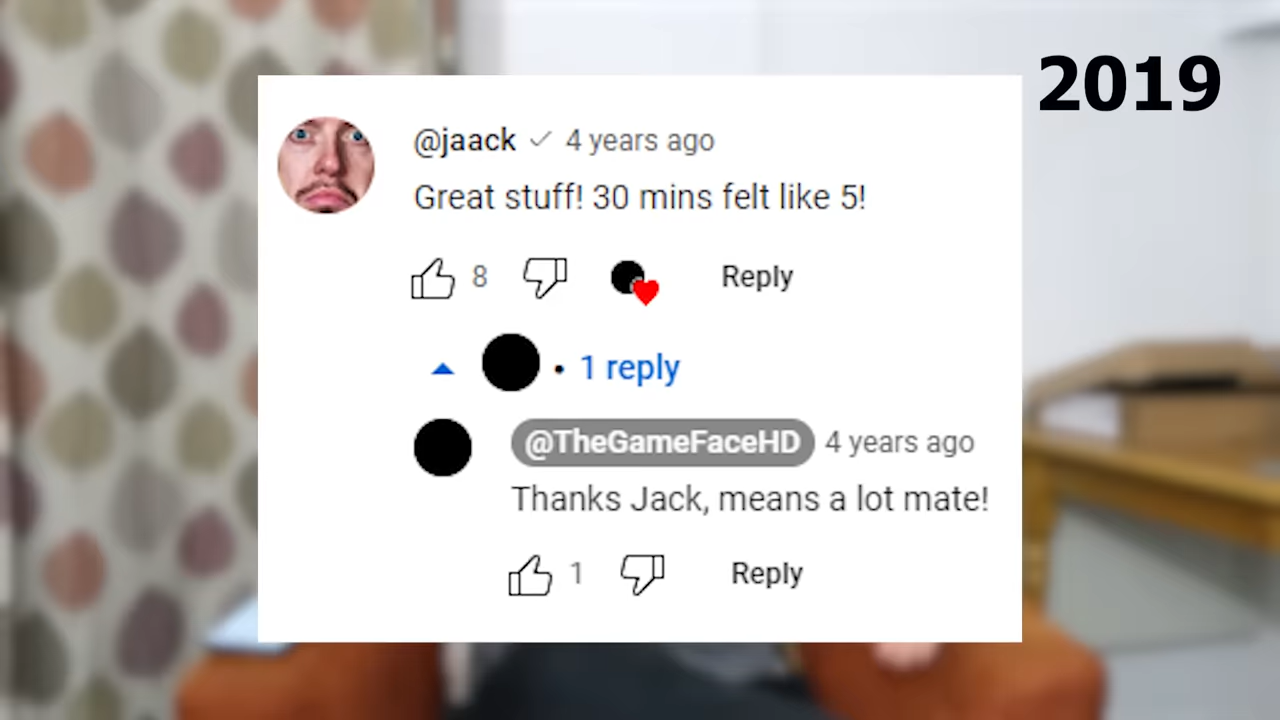 2019
@jaack ✓ 4 years ago
Great stuff! 30 mins felt like 5!
8 Reply
• 1 reply
@TheGameFaceHD 4 years ago
Thanks Jack, means a lot mate!
1 Reply